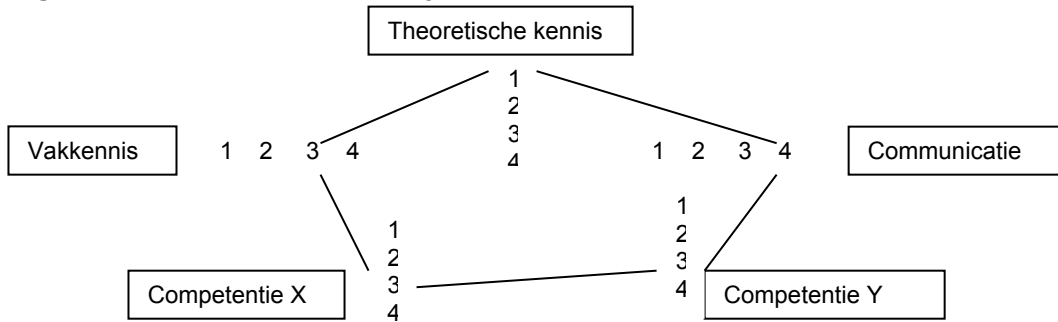 Theoretische kennis
1
2
3
4
Vakkennis 1 2 3 4
1 2 3 4 Communicatie
1
2
3
4
1
2
3
4
Competentie X
Competentie Y